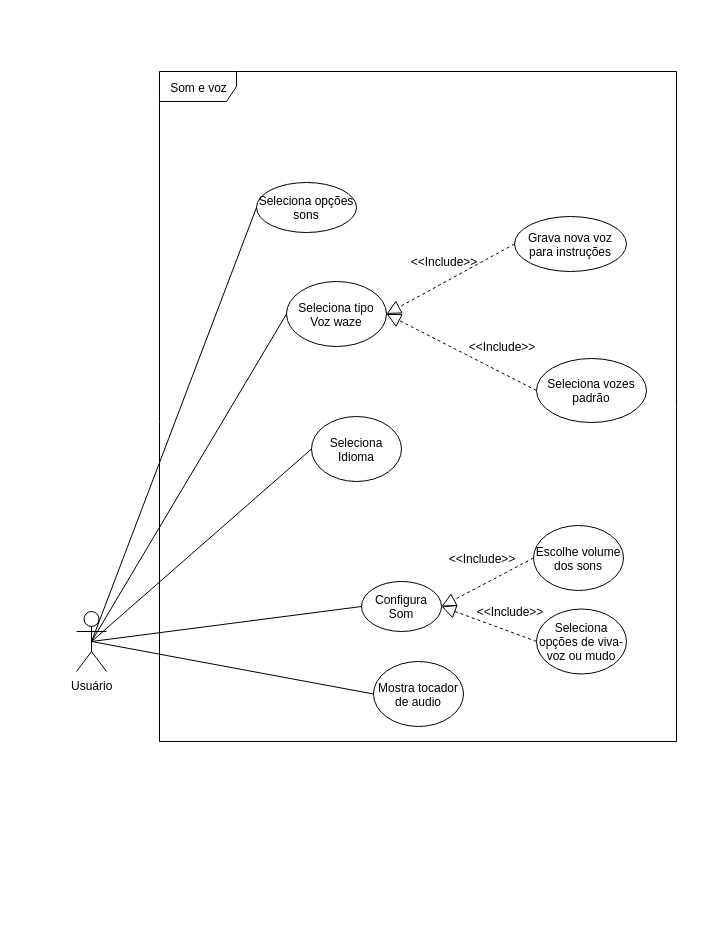 Som e voz
Seleciona opções
sons
Grava nova voz
para instruções
<<Include>>
Seleciona tipo
Voz waze
<<Include>>
Seleciona vozes
padrão
Seleciona
Idioma
<<Include>>
Escolhe volume
dos sons
Configura
Som
<<Include>>
Seleciona
opções de viva-
voz ou mudo
Usuário
Mostra tocador
de audio